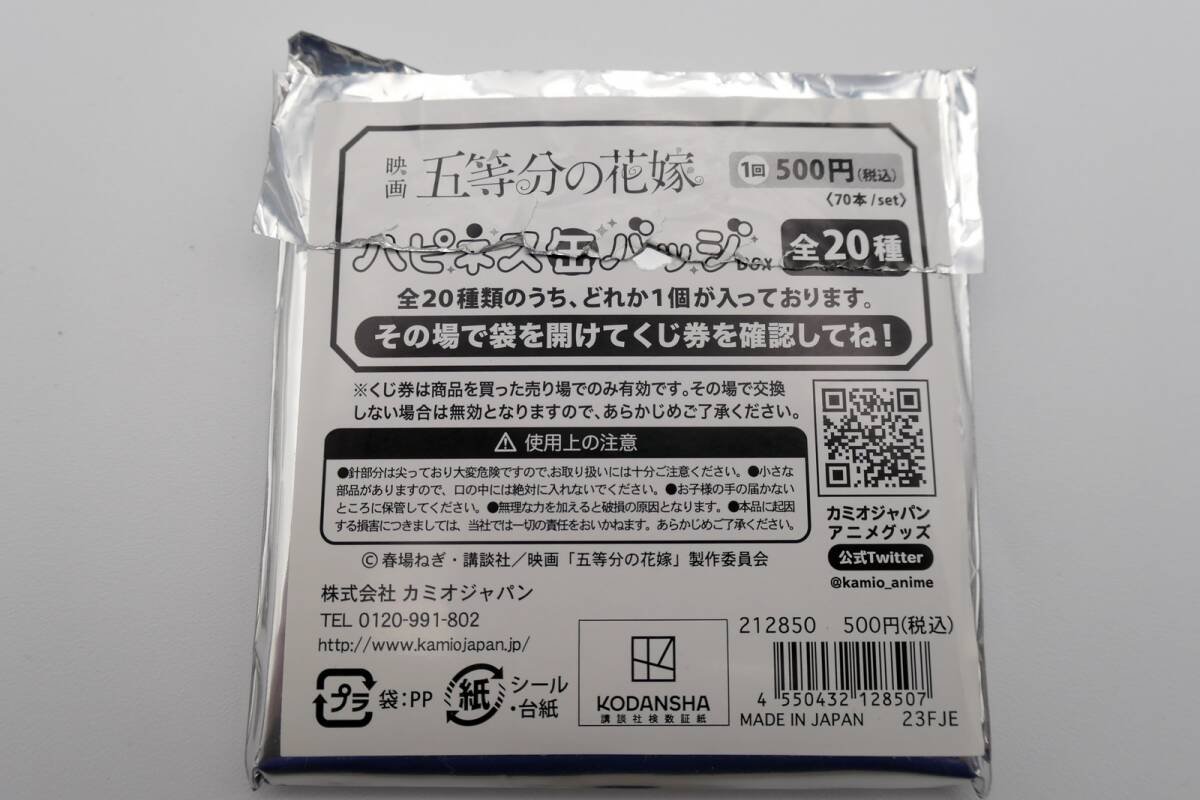 映画 五等分の花嫁
1回 500円(税込)
〈70本/set〉
ハピネス缶バッジBOX
全20種
全20種類のうち、どれか1個が入っております。
その場で袋を開けてくじ券を確認してね!
※くじ券は商品を買った売り場でのみ有効です。その場で交換
しない場合は無効となりますので、あらかじめご了承ください。
使用上の注意
●針部分は尖っており大変危険ですので、お取り扱いには十分ご注意ください。●小さな
部品がありますので、口の中には絶対に入れないでください。●お子様の手の届かない
ところに保管してください。●無理な力を加えると破損の原因となります。●本品に起因
する損害につきましては、当社では一切の責任をおいかねます。あらかじめご了承ください。
カミオジャパン
アニメグッズ
公式Twitter
@kamio_anime
© 春場ねぎ・講談社/映画「五等分の花嫁」製作委員会
株式会社 カミオジャパン
TEL 0120-991-802
http://www.kamiojapan.jp/
プラ 袋:PP
紙 シール
・台紙
KODANSHA
講談社検数証紙
212850 500円(税込)
4 550432 128507
MADE IN JAPAN 23FJE